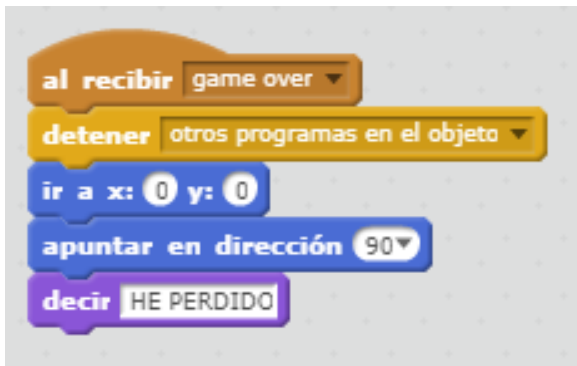 al recibir game over
detener otros programas en el objeto
ir a x: 0 y: 0
apuntar en dirección 90
decir HE PERDIDO